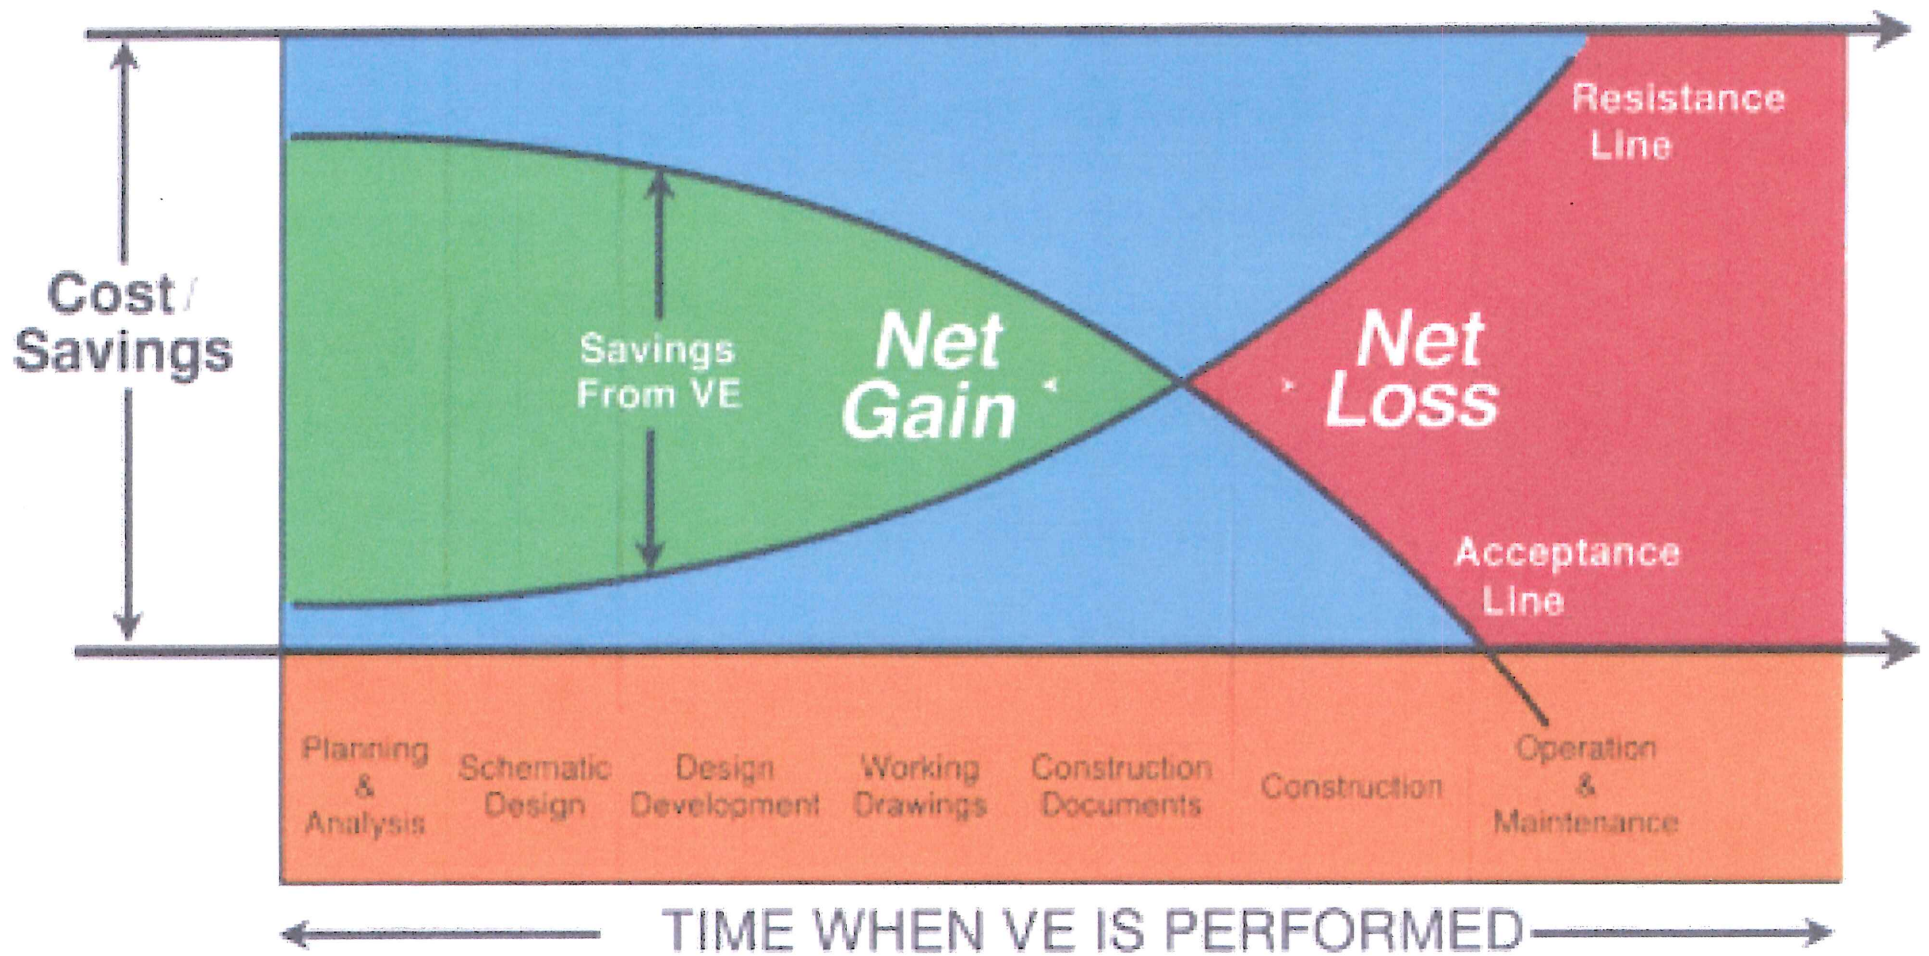 Cost/
Savings
Resistance
Line
Savings
From VE
Net
Gain
Net
Loss
Acceptance
Line
Planning
&
Analysis
Schematic
Design
Design
Development
Working
Drawings
Construction
Documents
Construction
Operation
&
Maintenance
TIME WHEN VE IS PERFORMED